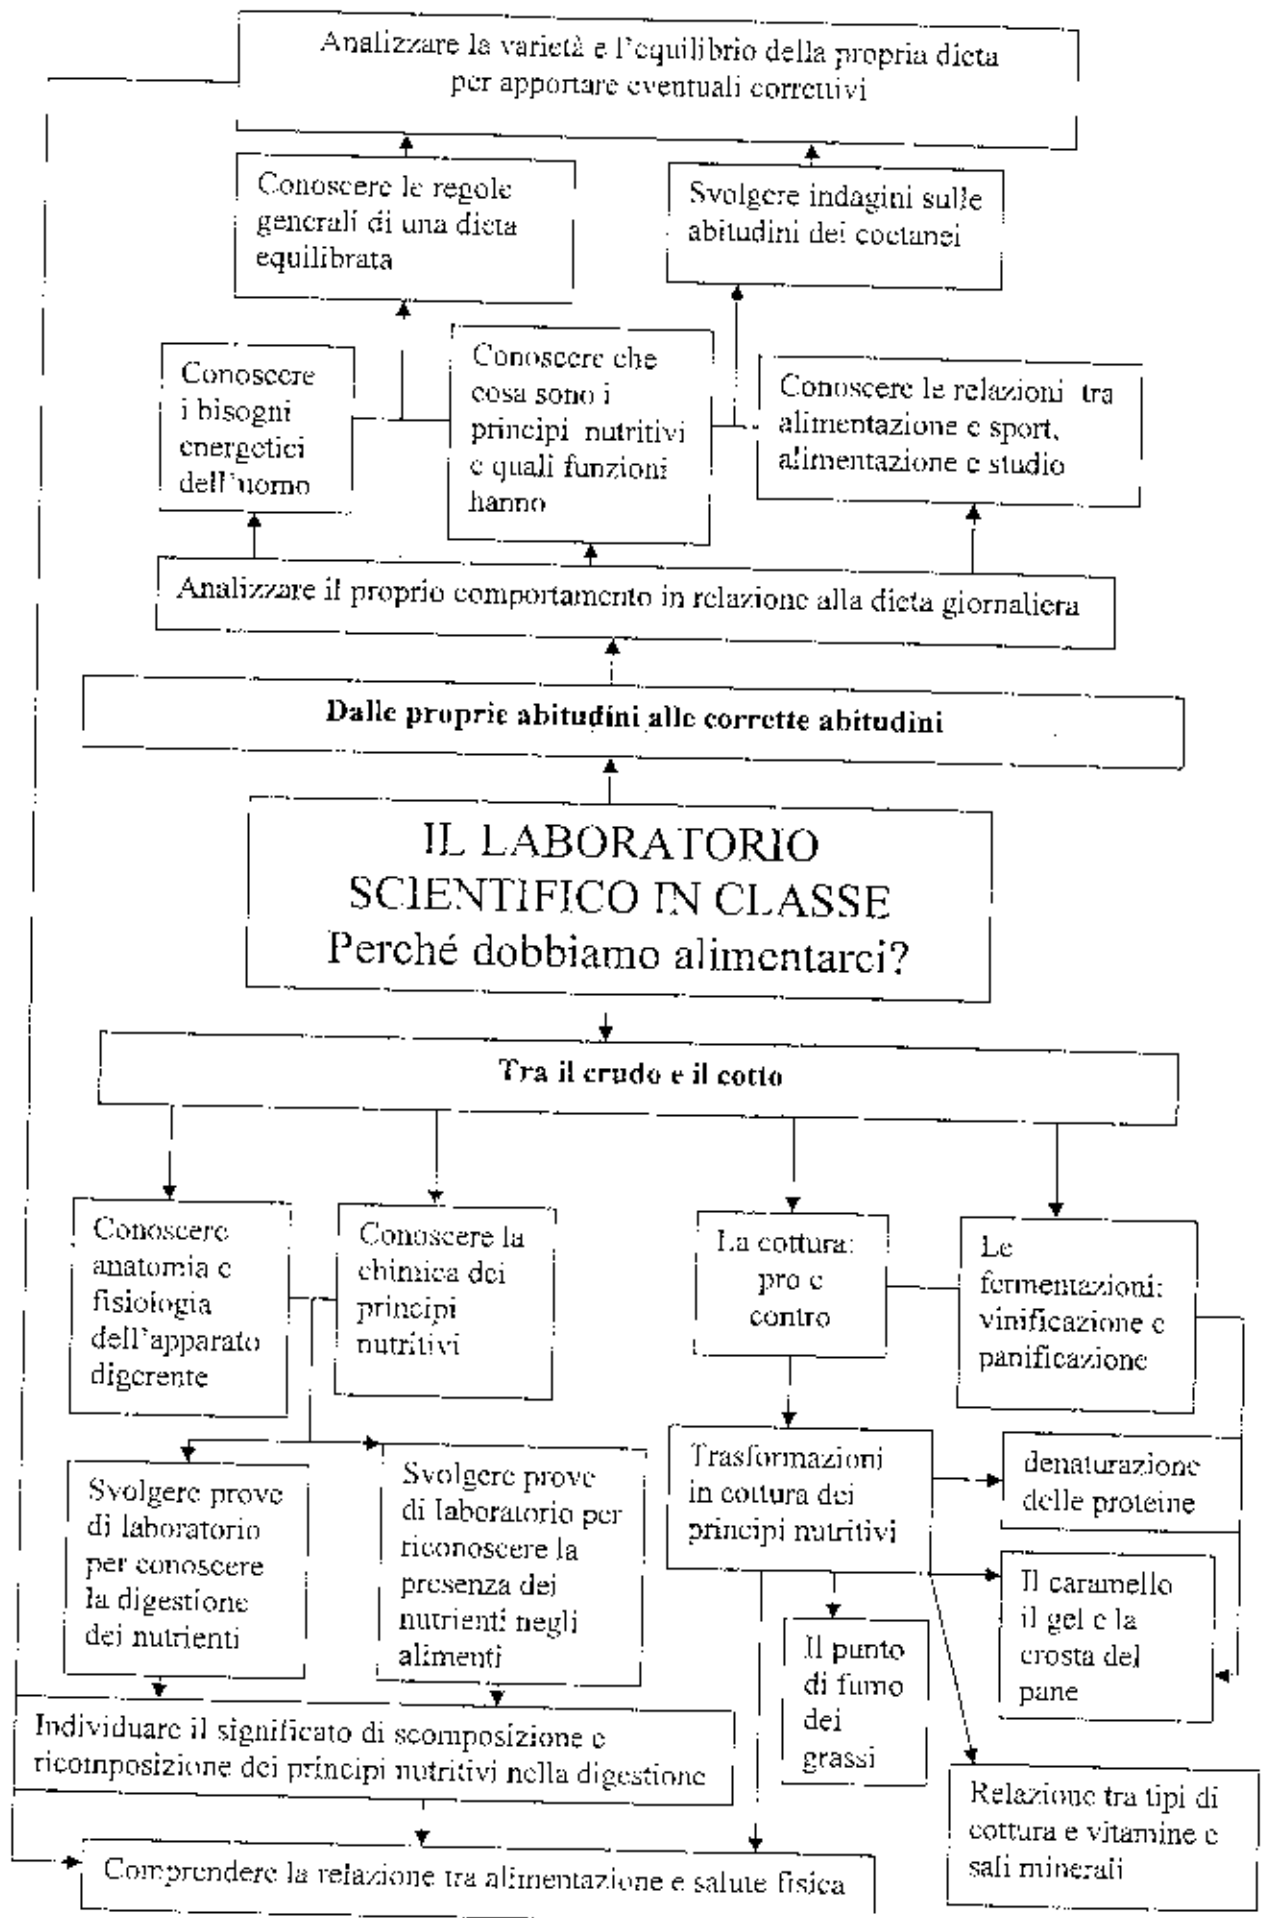 Analizzare la varietà e l'equilibrio della propria dieta
per apportare eventuali correttivi
Conoscere le regole
generali di una dieta
equilibrata
Svolgere indagini sulle
abitudini dei coetanei
Conoscere
i bisogni
energetici
dell'uomo
Conoscere che
cosa sono i
principi nutritivi
e quali funzioni
hanno
Conoscere le relazioni tra
alimentazione e sport,
alimentazione e studio
Analizzare il proprio comportamento in relazione alla dieta giornaliera
Dalle proprie abitudini alle corrette abitudini
IL LABORATORIO
SCIENTIFICO IN CLASSE
Perché dobbiamo alimentarci?
Tra il crudo e il cotto
Conoscere
anatomia e
fisiologia
dell'apparato
digerente
Conoscere la
chimica dei
principi
nutritivi
La cottura:
pro e
contro
Le
fermentazioni:
vinificazione e
panificazione
Svolgere prove
di laboratorio
per conoscere
la digestione
dei nutrienti
Svolgere prove
di laboratorio per
riconoscere la
presenza dei
nutrienti negli
alimenti
Trasformazioni
in cottura dei
principi nutritivi
denaturazione
delle proteine
Il caramello
il gel e la
crosta del
pane
Il punto
di fumo
dei
grassi
Individuare il significato di scomposizione e
ricomposizione dei principi nutritivi nella digestione
Relazione tra tipi di
cottura e vitamine e
sali minerali
Comprendere la relazione tra alimentazione e salute fisica